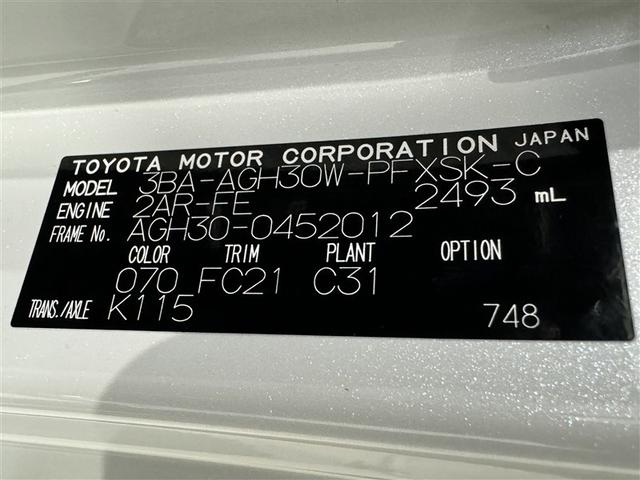 TOYOTA MOTOR CORPORATION JAPAN
MODEL 3BA-AGH30W-PFXSK-C
ENGINE 2AR-FE 2493 mL
FRAME No. AGH30-0452012
COLOR TRIM PLANT OPTION
070 FC21 C31
TRANS./AXLE K115 748